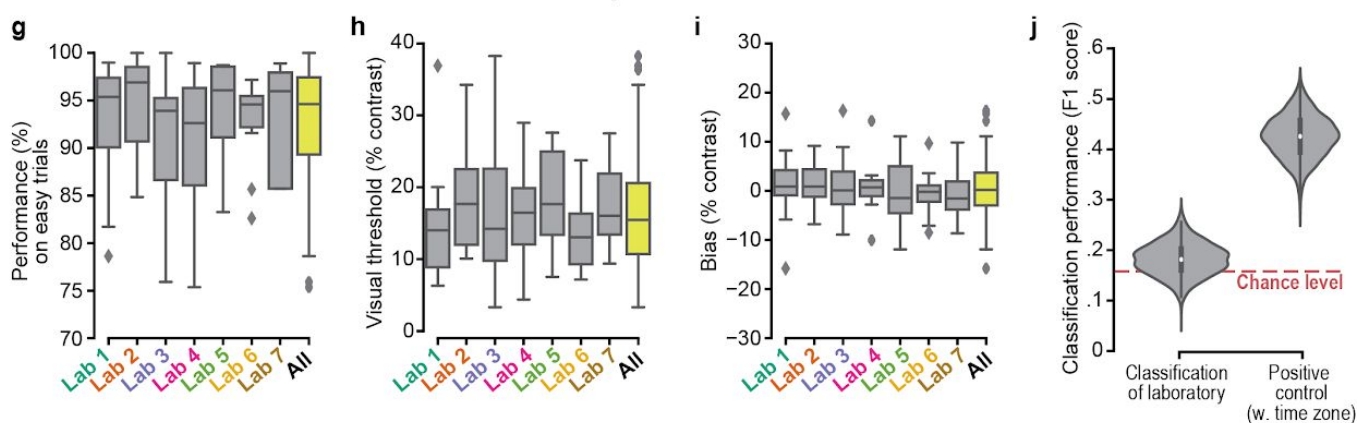 g
Performance (%)
on easy trials
100
95
90
85
80
75
70
Lab 1
Lab 2
Lab 3
Lab 4
Lab 5
Lab 6
Lab 7
All
h
Visual threshold (% contrast)
40
30
20
10
0
Lab 1
Lab 2
Lab 3
Lab 4
Lab 5
Lab 6
Lab 7
All
i
Bias (% contrast)
30
20
10
0
−10
−20
−30
Lab 1
Lab 2
Lab 3
Lab 4
Lab 5
Lab 6
Lab 7
All
j
Classification performance (F1 score)
.6
.5
.4
.3
.2
.1
0
Chance level
Classification
of laboratory
Positive
control
(w. time zone)